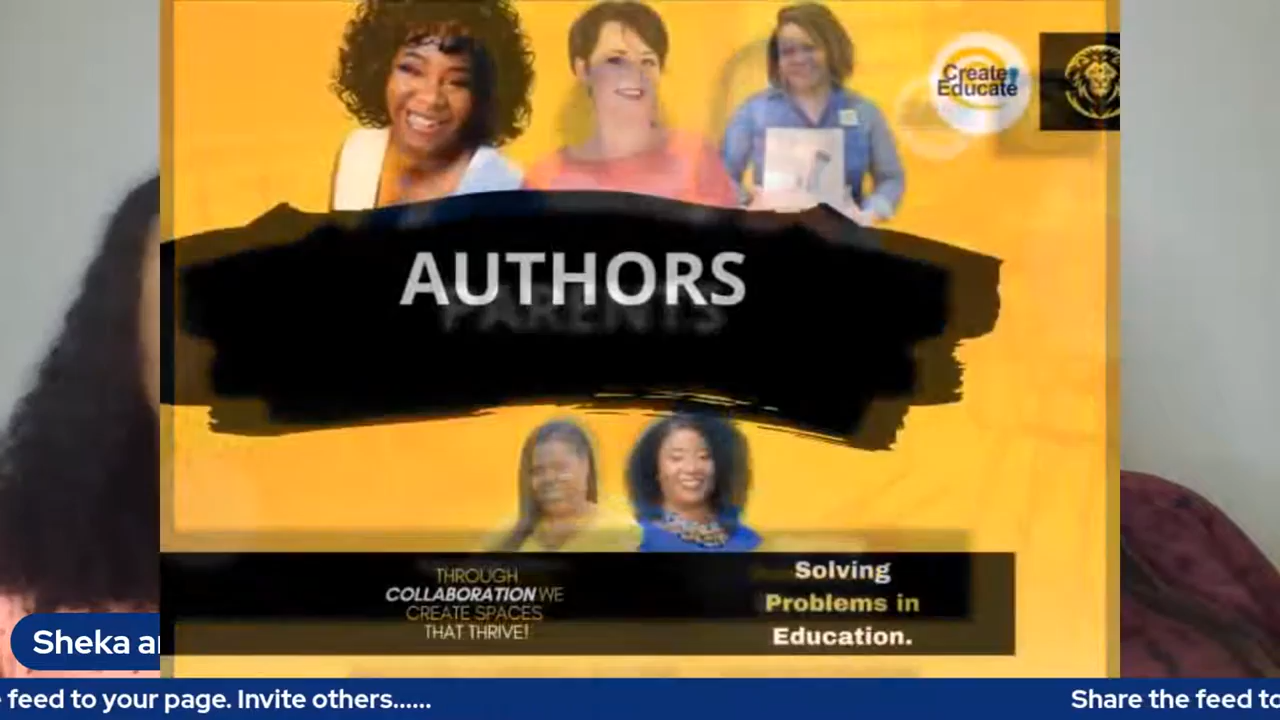 Create
Educate
AUTHORS
PARENTS
THROUGH
COLLABORATION WE
CREATE SPACES
THAT THRIVE!
Solving
Problems in
Education.
Sheka
feed to your page. Invite others......
Share the feed to